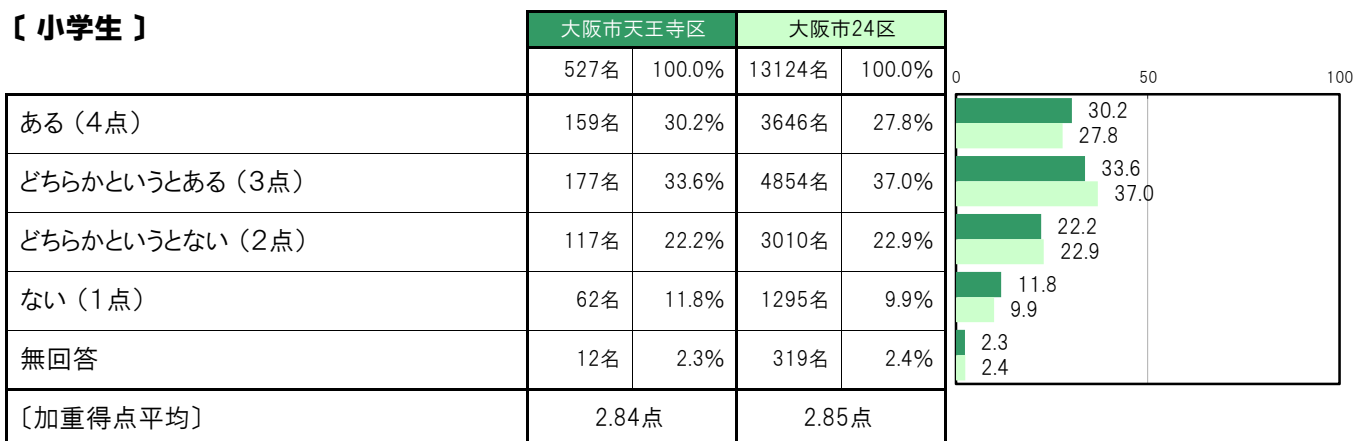 〔 小学生 〕
大阪市天王寺区 大阪市24区
527名 100.0% 13124名 100.0%
0 50 100
ある（4点） 159名 30.2% 3646名 27.8%
30.2
27.8
どちらかというとある（3点） 177名 33.6% 4854名 37.0%
33.6
37.0
どちらかというとない（2点） 117名 22.2% 3010名 22.9%
22.2
22.9
ない（1点） 62名 11.8% 1295名 9.9%
11.8
9.9
無回答 12名 2.3% 319名 2.4%
2.3
2.4
〔加重得点平均〕 2.84点 2.85点